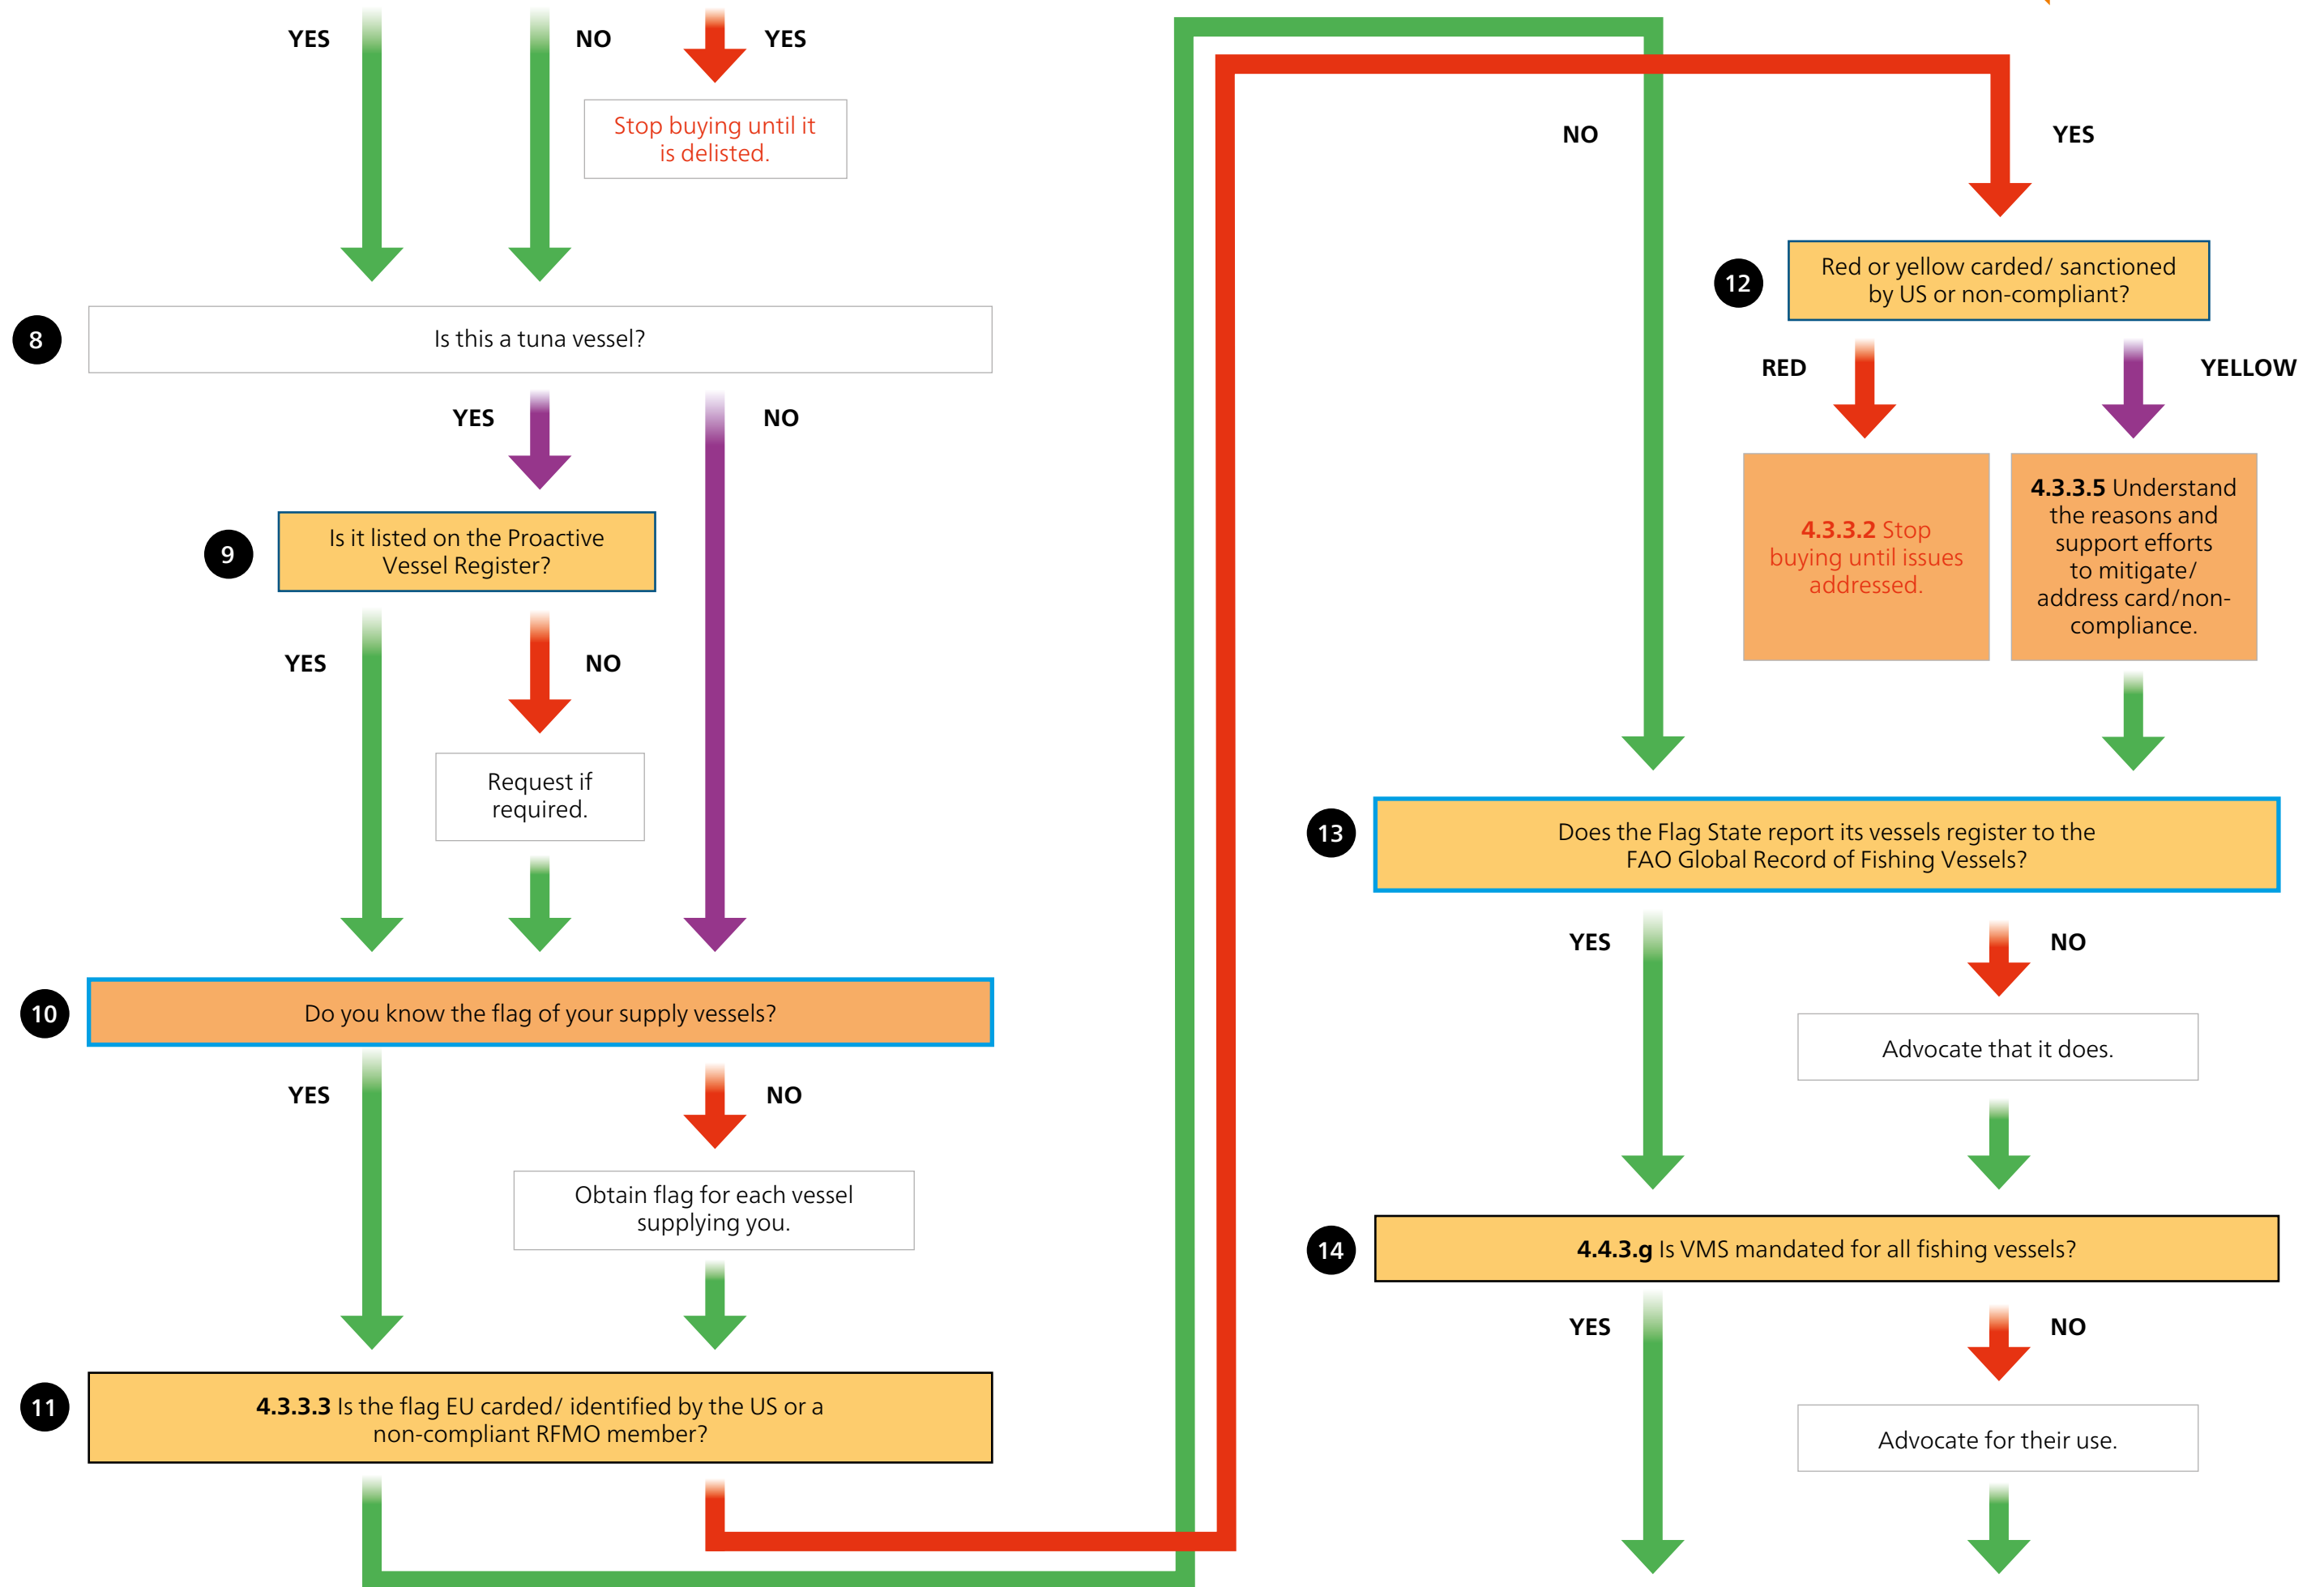 YES
NO
YES
Stop buying until it
is delisted.
8
Is this a tuna vessel?
YES
NO
9
Is it listed on the Proactive
Vessel Register?
YES
NO
Request if
required.
10
Do you know the flag of your supply vessels?
YES
NO
Obtain flag for each vessel
supplying you.
11
4.3.3.3 Is the flag EU carded/ identified by the US or a
non-compliant RFMO member?
NO
YES
12
Red or yellow carded/ sanctioned
by US or non-compliant?
RED
YELLOW
4.3.3.2 Stop
buying until issues
addressed.
4.3.3.5 Understand
the reasons and
support efforts
to mitigate/
address card/non-
compliance.
13
Does the Flag State report its vessels register to the
FAO Global Record of Fishing Vessels?
YES
NO
Advocate that it does.
14
4.4.3.g Is VMS mandated for all fishing vessels?
YES
NO
Advocate for their use.